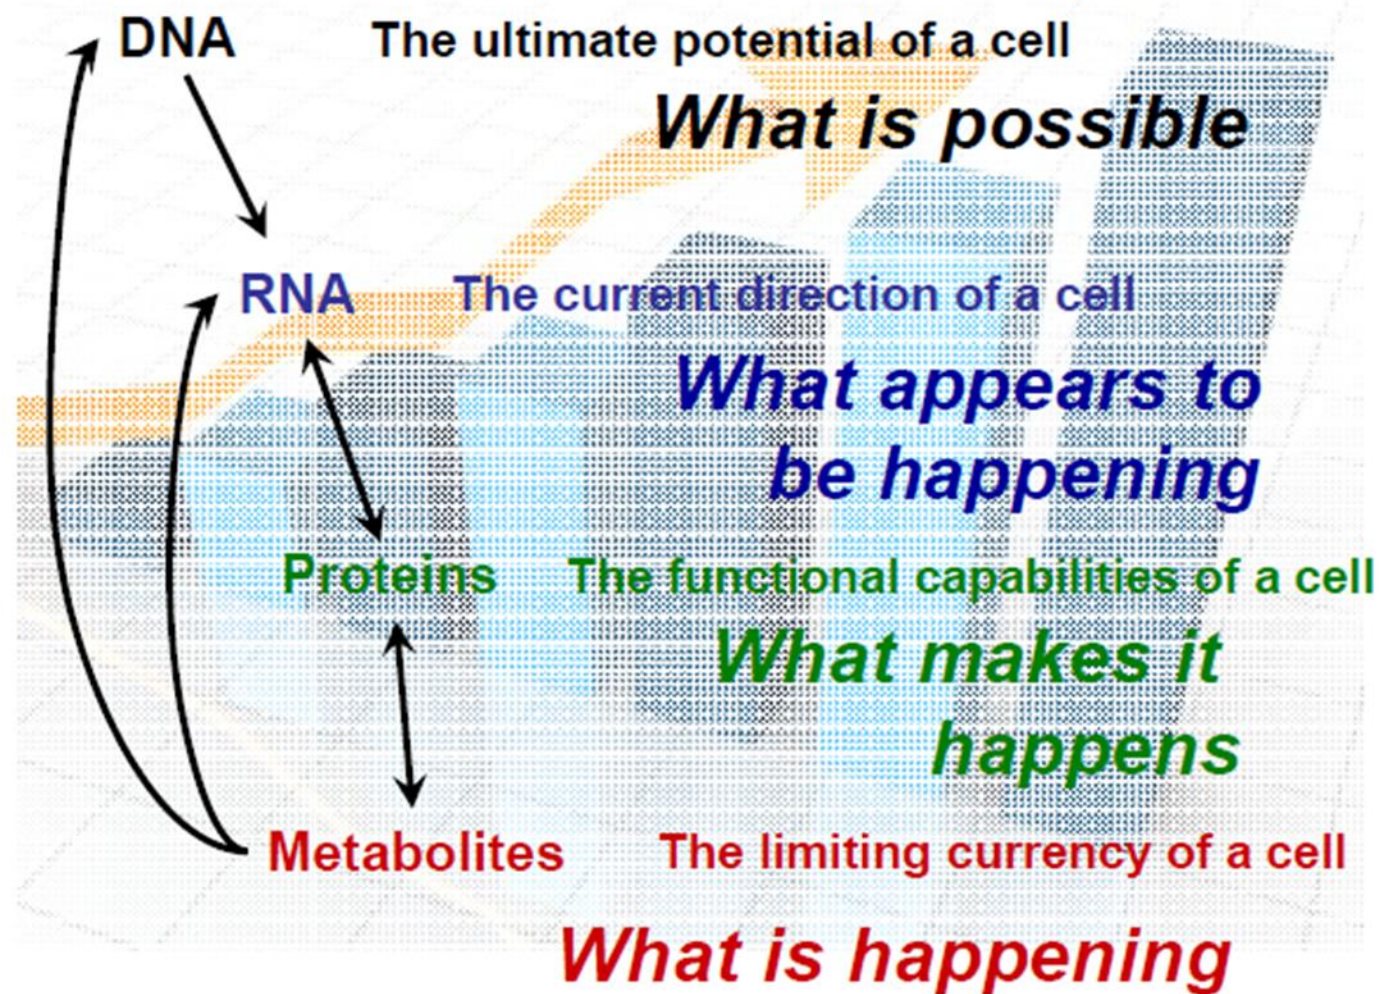 DNA The ultimate potential of a cell
What is possible
RNA The current direction of a cell
What appears to
be happening
Proteins The functional capabilities of a cell
What makes it
happens
Metabolites The limiting currency of a cell
What is happening